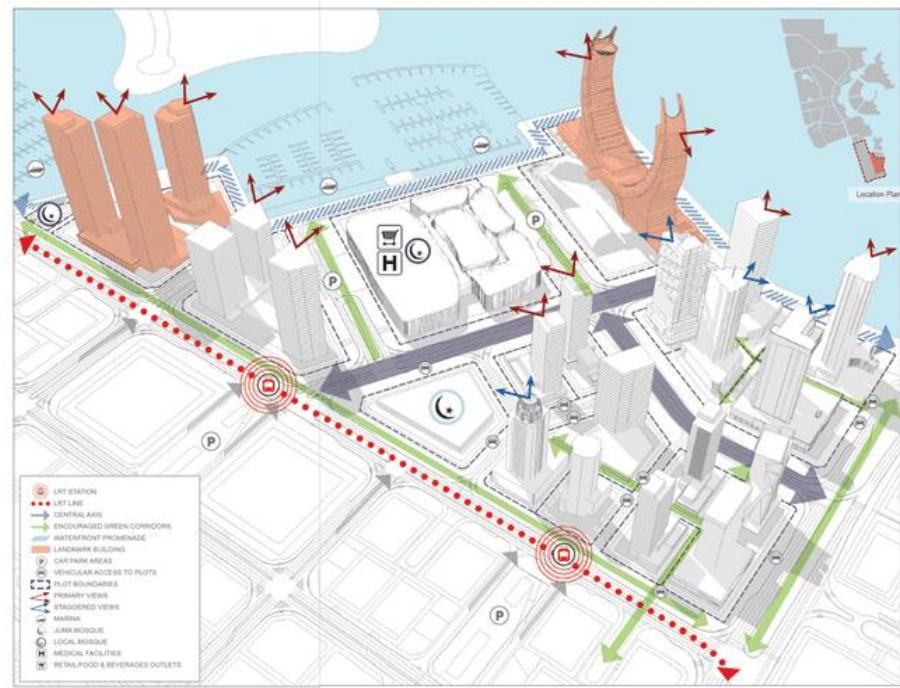 Location Plan
P
H
P
P
P
LRT STATION
LRT LINE
CENTRAL AXIS
ENCOURAGED GREEN CORRIDORS
WATERFRONT PROMENADE
LANDMARK BUILDING
P CAR PARK AREAS
VEHICULAR ACCESS TO PLOTS
PLOT BOUNDARIES
PRIMARY VIEWS
STAGGERED VIEWS
MARINA
JUMA MOSQUE
LOCAL MOSQUE
H MEDICAL FACILITIES
RETAIL/FOOD & BEVERAGES OUTLETS